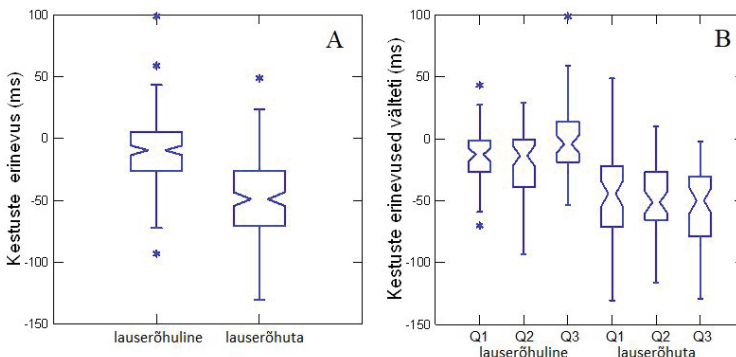 A
Kestuste erinevus (ms)
100
50
0
-50
-100
-150
lauserõhuline lauserõhuta
B
Kestuste erinevused välteti (ms)
100
50
0
-50
-100
-150
Q1 Q2 Q3 Q1 Q2 Q3
lauserõhuline lauserõhuta